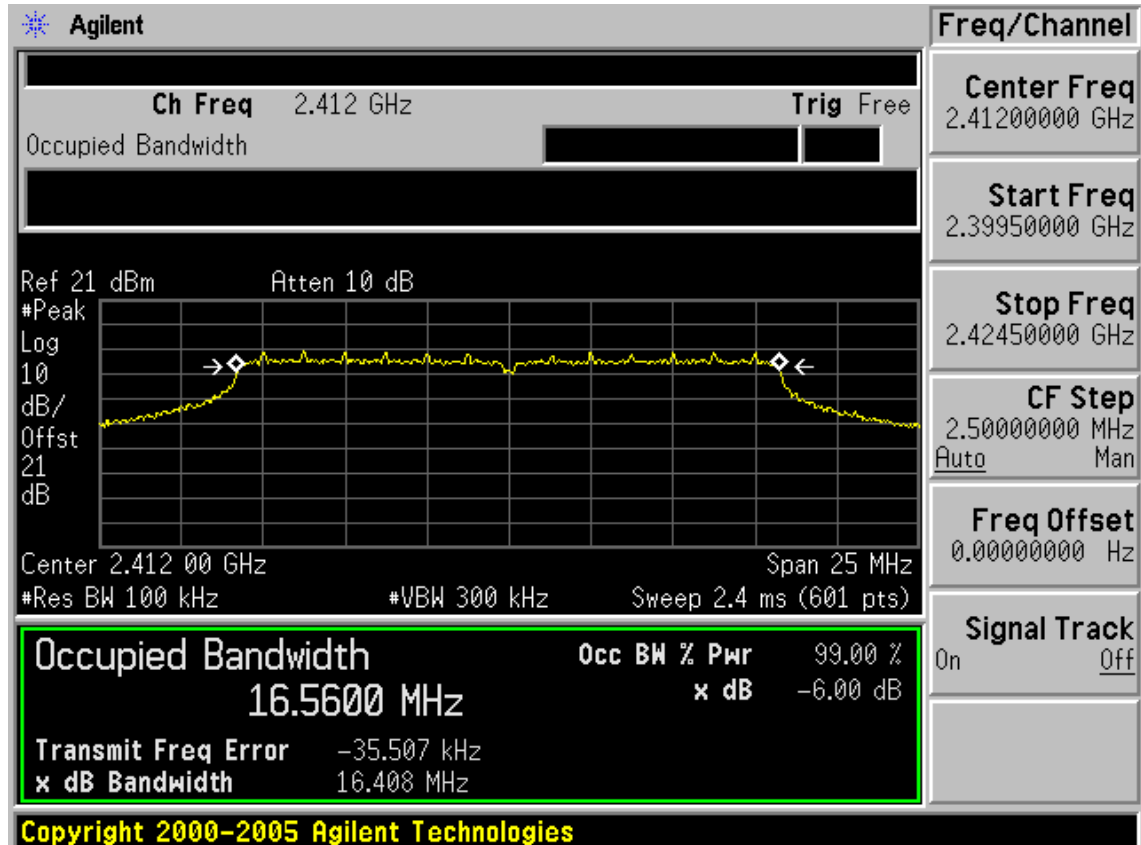 Agilent
Freq/Channel
Ch Freq 2.412 GHz Trig Free
Occupied Bandwidth
Center Freq
2.41200000 GHz
Start Freq
2.39950000 GHz
Stop Freq
2.42450000 GHz
CF Step
2.50000000 MHz
Auto Man
Freq Offset
0.00000000 Hz
Signal Track
On Off
Ref 21 dBm Atten 10 dB
#Peak
Log
10
dB/
Offst
21
dB
Center 2.412 00 GHz Span 25 MHz
#Res BW 100 kHz #VBW 300 kHz Sweep 2.4 ms (601 pts)
Occupied Bandwidth Occ BW % Pwr 99.00 %
16.5600 MHz x dB -6.00 dB
Transmit Freq Error -35.507 kHz
x dB Bandwidth 16.408 MHz
Copyright 2000-2005 Agilent Technologies